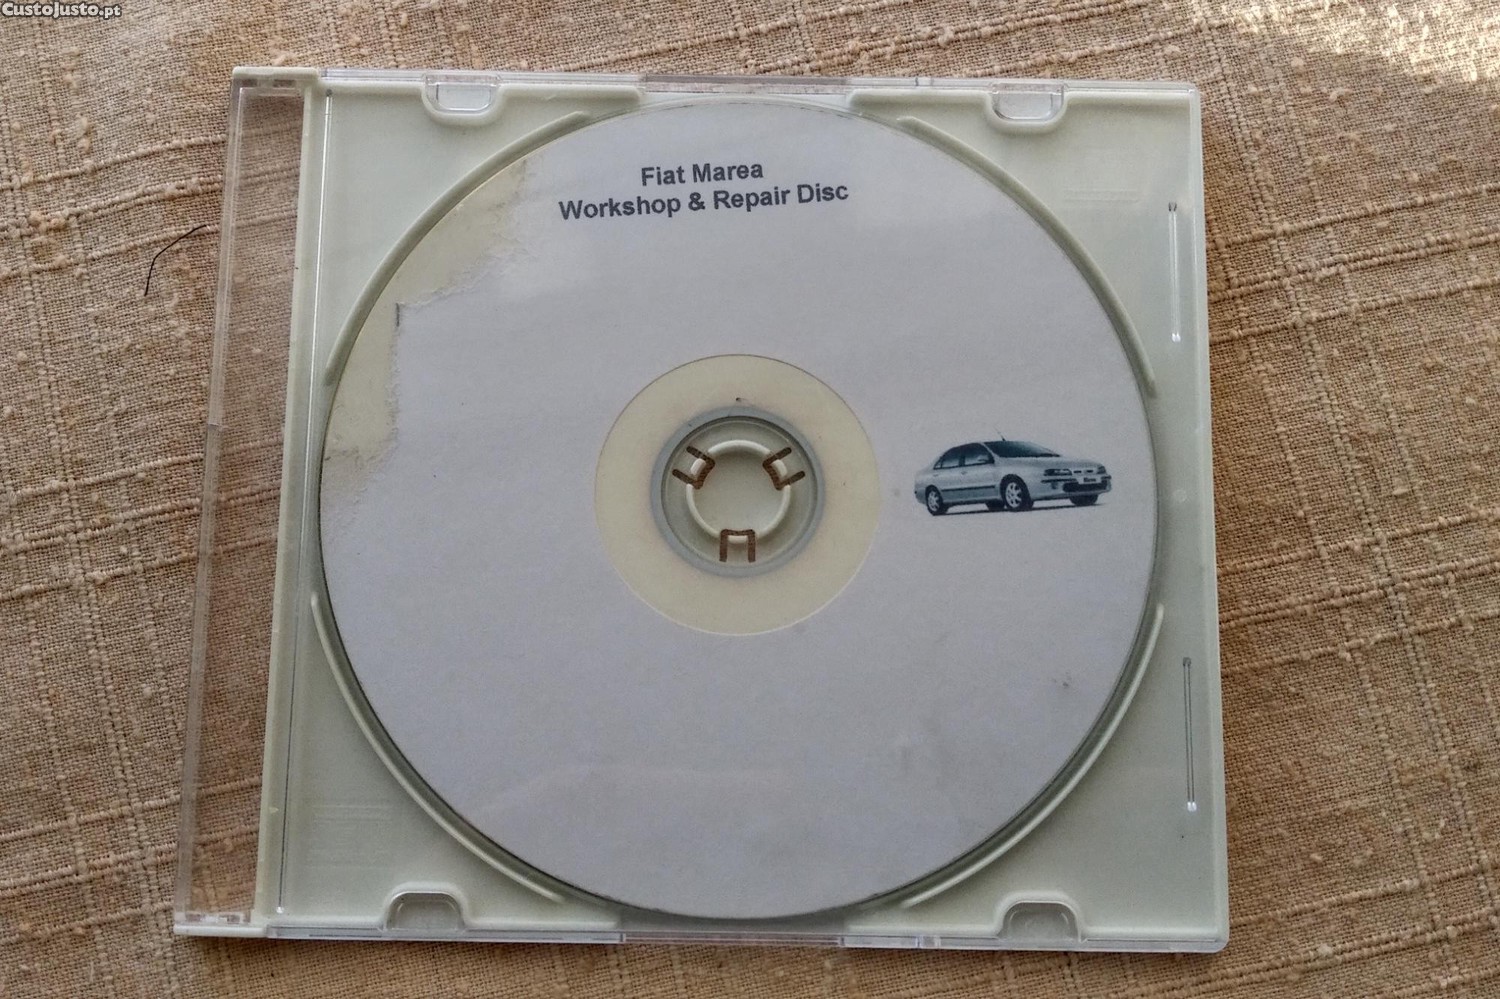 CustoJusto.pt
Fiat Marea
Workshop & Repair Disc